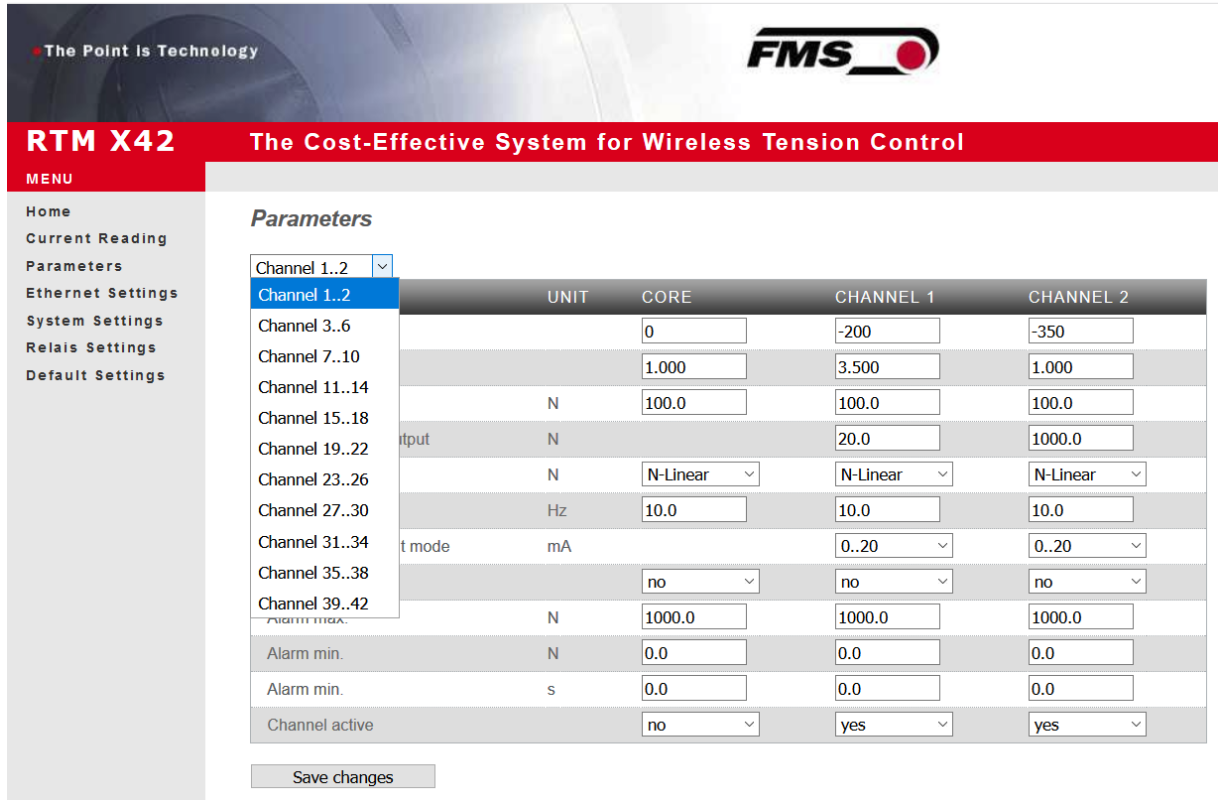 The Point is Technology
FMS
RTM X42 The Cost-Effective System for Wireless Tension Control
MENU
Home
Current Reading
Parameters
Ethernet Settings
System Settings
Relais Settings
Default Settings
Parameters
Channel 1..2
Channel 1..2
Channel 3..6
Channel 7..10
Channel 11..14
Channel 15..18
Channel 19..22
Channel 23..26
Channel 27..30
Channel 31..34
Channel 35..38
Channel 39..42
UNIT CORE CHANNEL 1 CHANNEL 2
0 -200 -350
1.000 3.500 1.000
N 100.0 100.0 100.0
N 20.0 1000.0
N N-Linear N-Linear N-Linear
Hz 10.0 10.0 10.0
mode mA 0..20 0..20
no no no
Alarm max. N 1000.0 1000.0 1000.0
Alarm min. N 0.0 0.0 0.0
Alarm min. s 0.0 0.0 0.0
Channel active no yes yes
Save changes